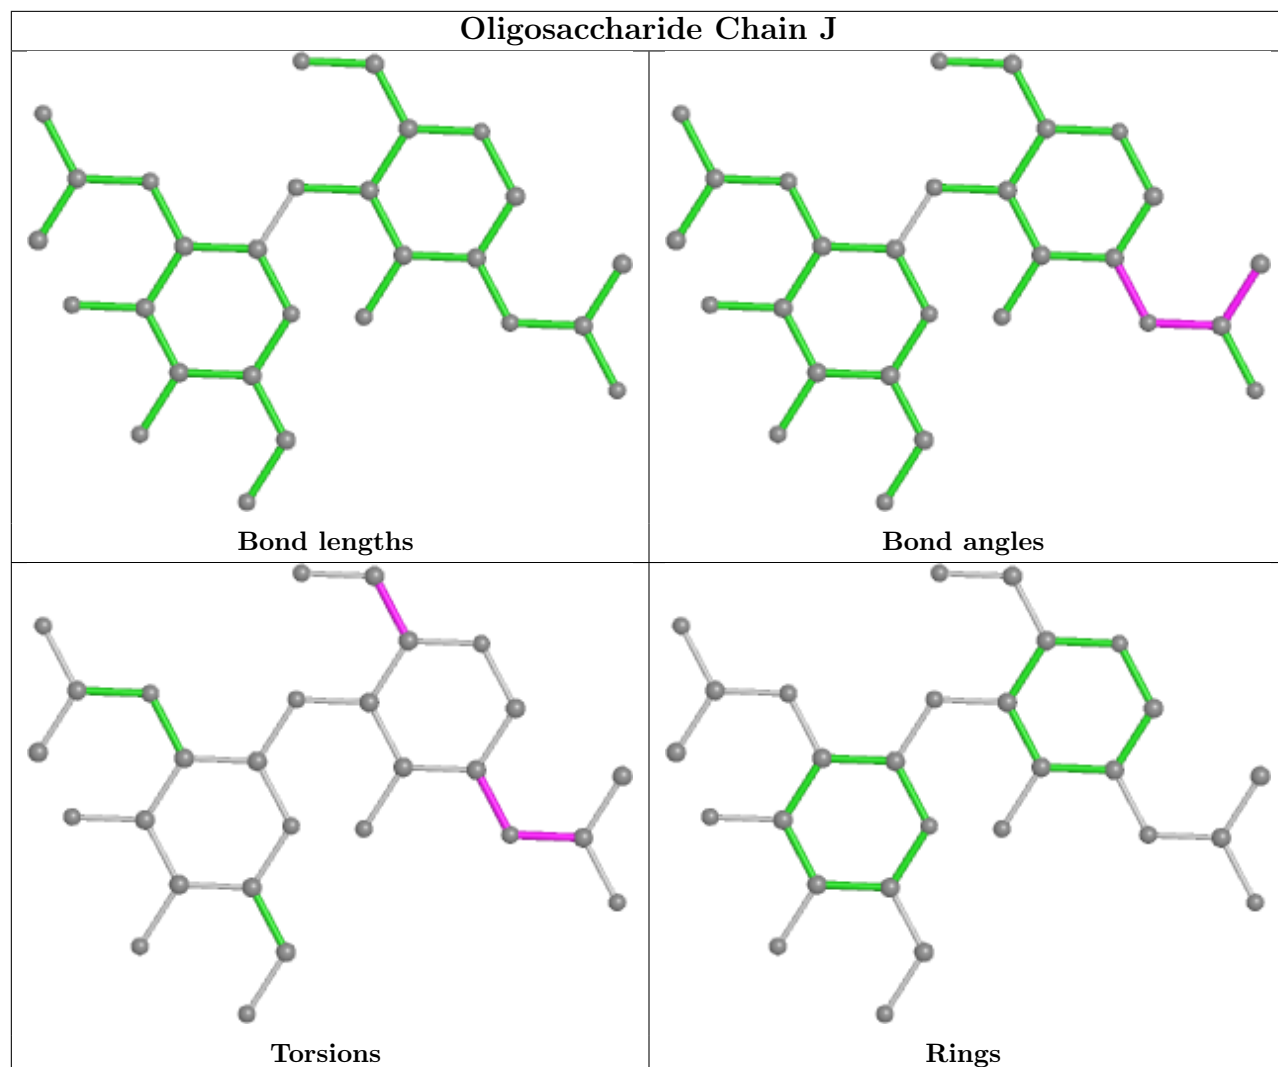 Oligosaccharide Chain J
Bond lengths
Bond angles
Torsions
Rings